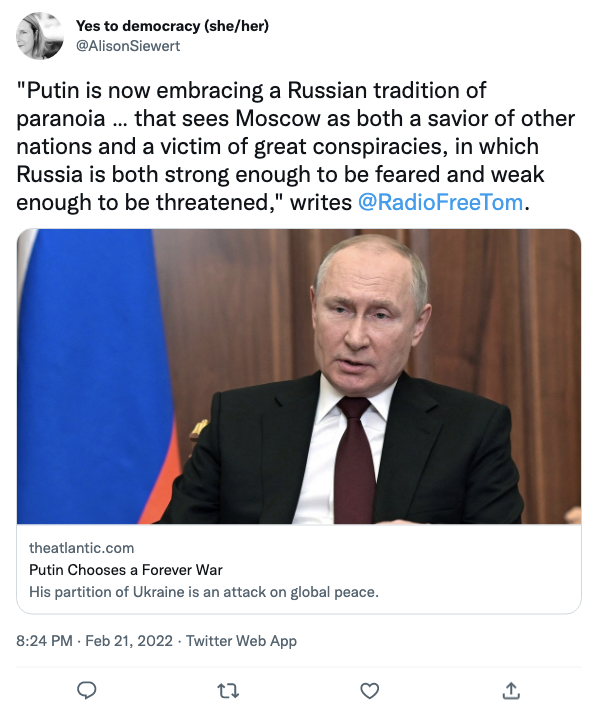 Yes to democracy (she/her)
@AlisonSiewert
"Putin is now embracing a Russian tradition of
paranoia ... that sees Moscow as both a savior of other
nations and a victim of great conspiracies, in which
Russia is both strong enough to be feared and weak
enough to be threatened," writes @RadioFreeTom.
theatlantic.com
Putin Chooses a Forever War
His partition of Ukraine is an attack on global peace.
8:24 PM · Feb 21, 2022 · Twitter Web App